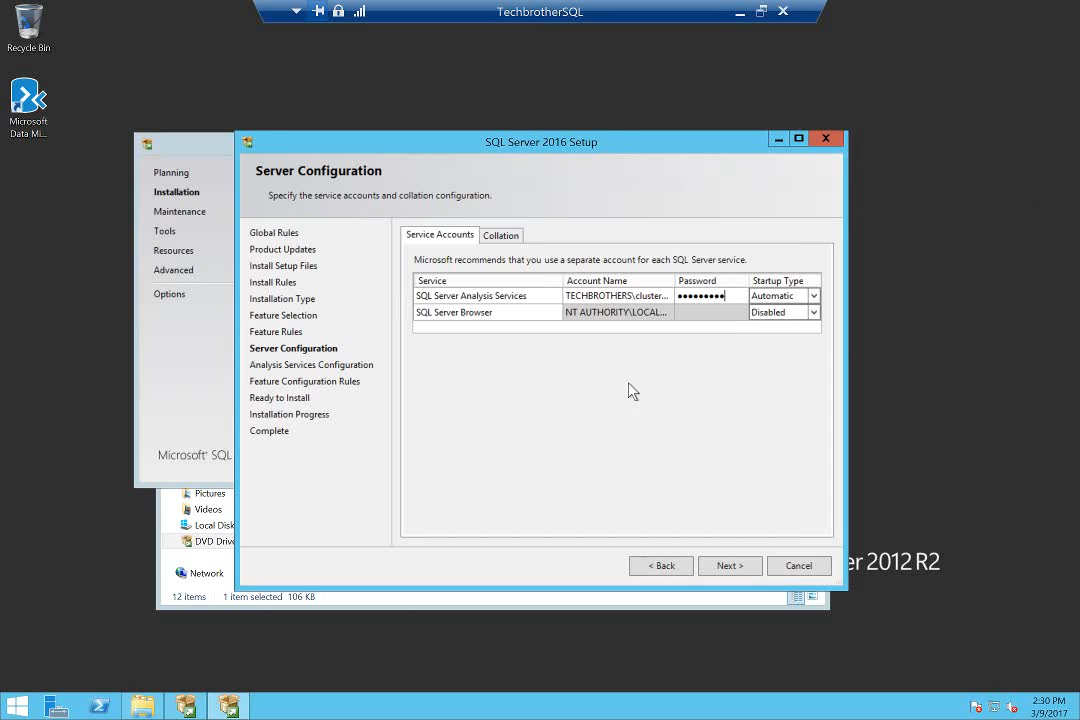 TechbrotherSQL
Recycle Bin
Microsoft
Data Mi...
SQL Server 2016 Setup
Server Configuration
Specify the service accounts and collation configuration.
Planning
Installation
Maintenance
Tools
Resources
Advanced
Options
Microsoft SQL
Global Rules
Product Updates
Install Setup Files
Install Rules
Installation Type
Feature Selection
Feature Rules
Server Configuration
Analysis Services Configuration
Feature Configuration Rules
Ready to Install
Installation Progress
Complete
Service Accounts Collation
Microsoft recommends that you use a separate account for each SQL Server service.
Service Account Name Password Startup Type
SQL Server Analysis Services TECHBROTHERS\cluster... ●●●●●●●●● Automatic
SQL Server Browser NT AUTHORITY\LOCAL... Disabled
< Back Next > Cancel
Pictures
Videos
Local Disk
DVD Drive
Network
12 items 1 item selected 106 KB
er 2012 R2
2:30 PM
3/9/2017